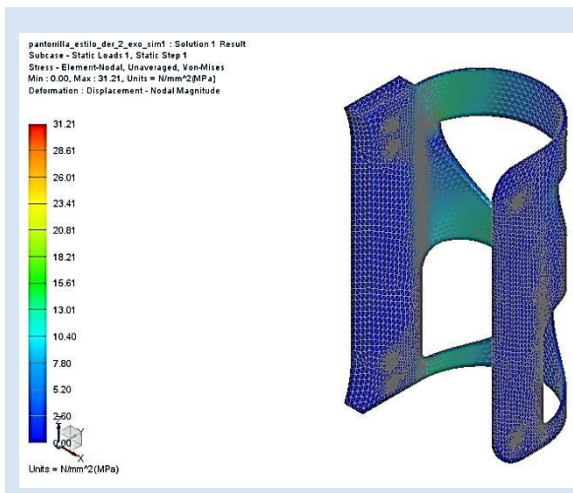 pantorrilla_estilo_der_2_exo_sim1 : Solution 1 Result
Subcase - Static Loads 1, Static Step 1
Stress - Element-Nodal, Unaveraged, Von-Mises
Min : 0.00, Max : 31.21, Units = N/mm^2(MPa)
Deformation : Displacement - Nodal Magnitude
31.21
28.61
26.01
23.41
20.81
18.21
15.61
13.01
10.40
7.80
5.20
2.60
0.00
Z
Y
X
Units = N/mm^2(MPa)